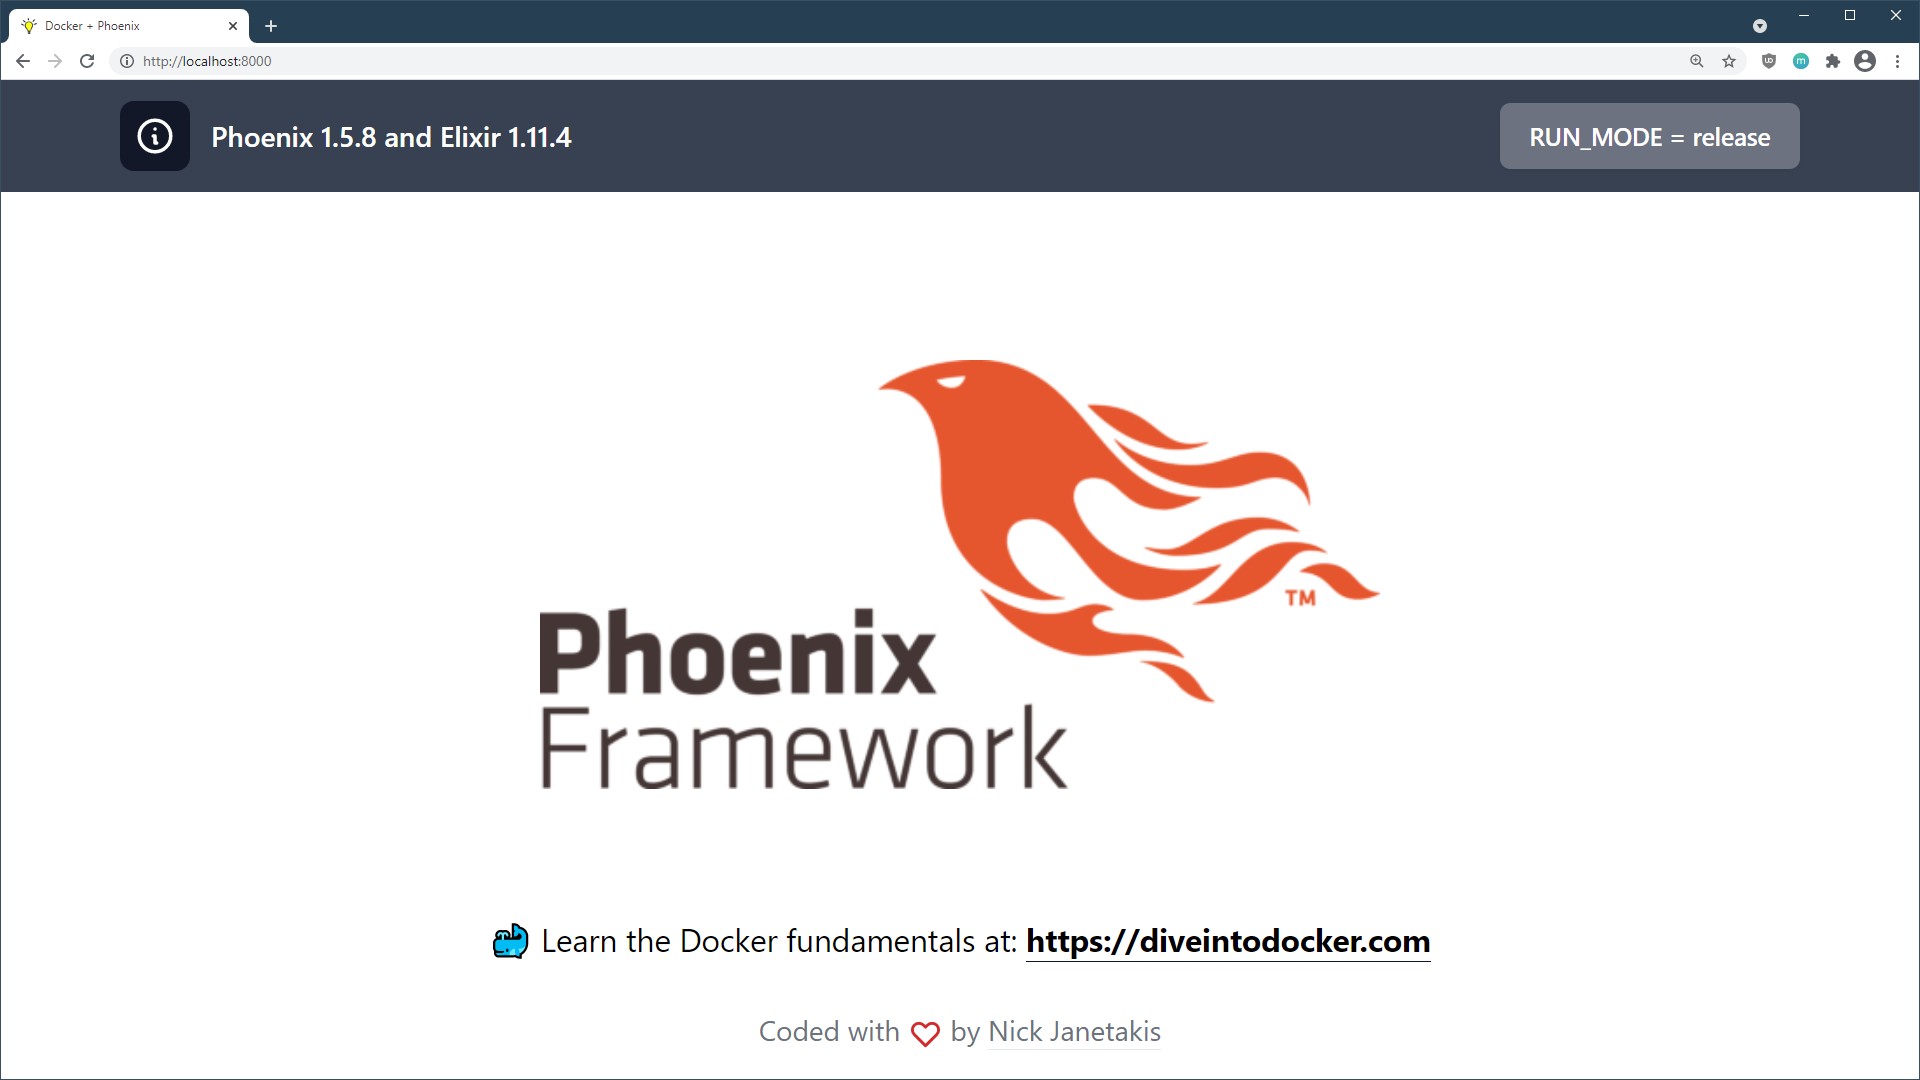 Docker + Phoenix
http://localhost:8000
Phoenix 1.5.8 and Elixir 1.11.4
RUN_MODE = release
TM
Phoenix
Framework
Learn the Docker fundamentals at: https://diveintodocker.com
Coded with by Nick Janetakis